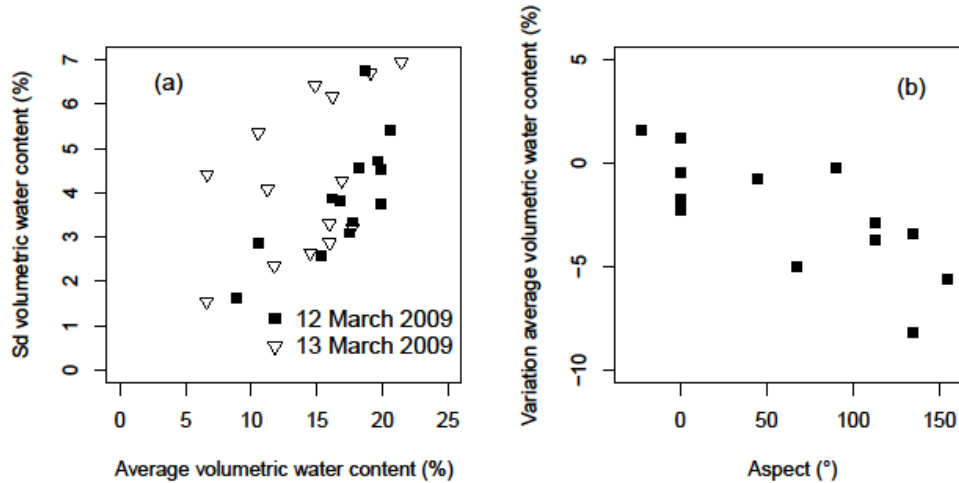 (a)
Sd volumetric water content (%)
7
6
5
4
3
2
1
0
12 March 2009
13 March 2009
0 5 10 15 20 25
Average volumetric water content (%)
(b)
Variation average volumetric water content (%)
5
0
−5
−10
0 50 100 150
Aspect (°)